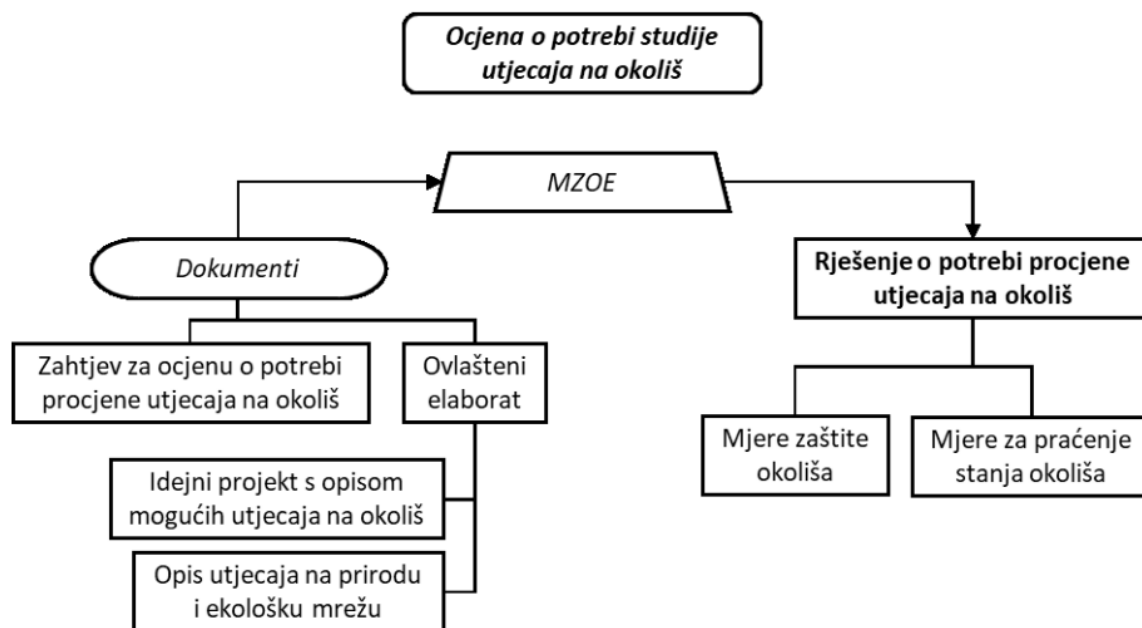 Ocjena o potrebi studije
utjecaja na okoliš
MZOE
Dokumenti
Rješenje o potrebi procjene
utjecaja na okoliš
Zahtjev za ocjenu o potrebi
procjene utjecaja na okoliš
Ovlašteni
elaborat
Idejni projekt s opisom
mogućih utjecaja na okoliš
Opis utjecaja na prirodu
i ekološku mrežu
Mjere zaštite
okoliša
Mjere za praćenje
stanja okoliša